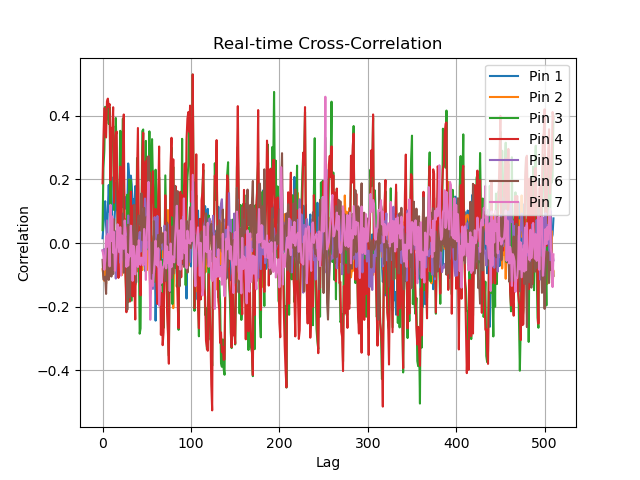 Real-time Cross-Correlation
Correlation
0.4
0.2
0.0
−0.2
−0.4
Pin 1
Pin 2
Pin 3
Pin 4
Pin 5
Pin 6
Pin 7
0 100 200 300 400 500
Lag